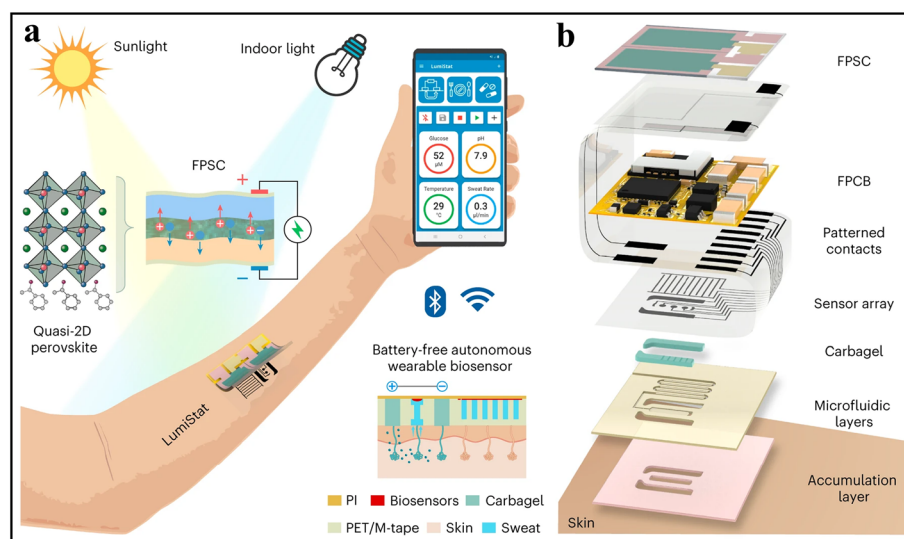 a
Sunlight
Indoor light
FPSC
+
−
Quasi-2D
perovskite
LumiStat
LumiStat
Glucose
52
µM
pH
7.9
Temperature
29
°C
Sweat Rate
0.3
µl/min
Battery-free autonomous
wearable biosensor
+ −
PI Biosensors Carbagel
PET/M-tape Skin Sweat
b
FPSC
FPCB
Patterned
contacts
Sensor array
Carbagel
Microfluidic
layers
Accumulation
layer
Skin